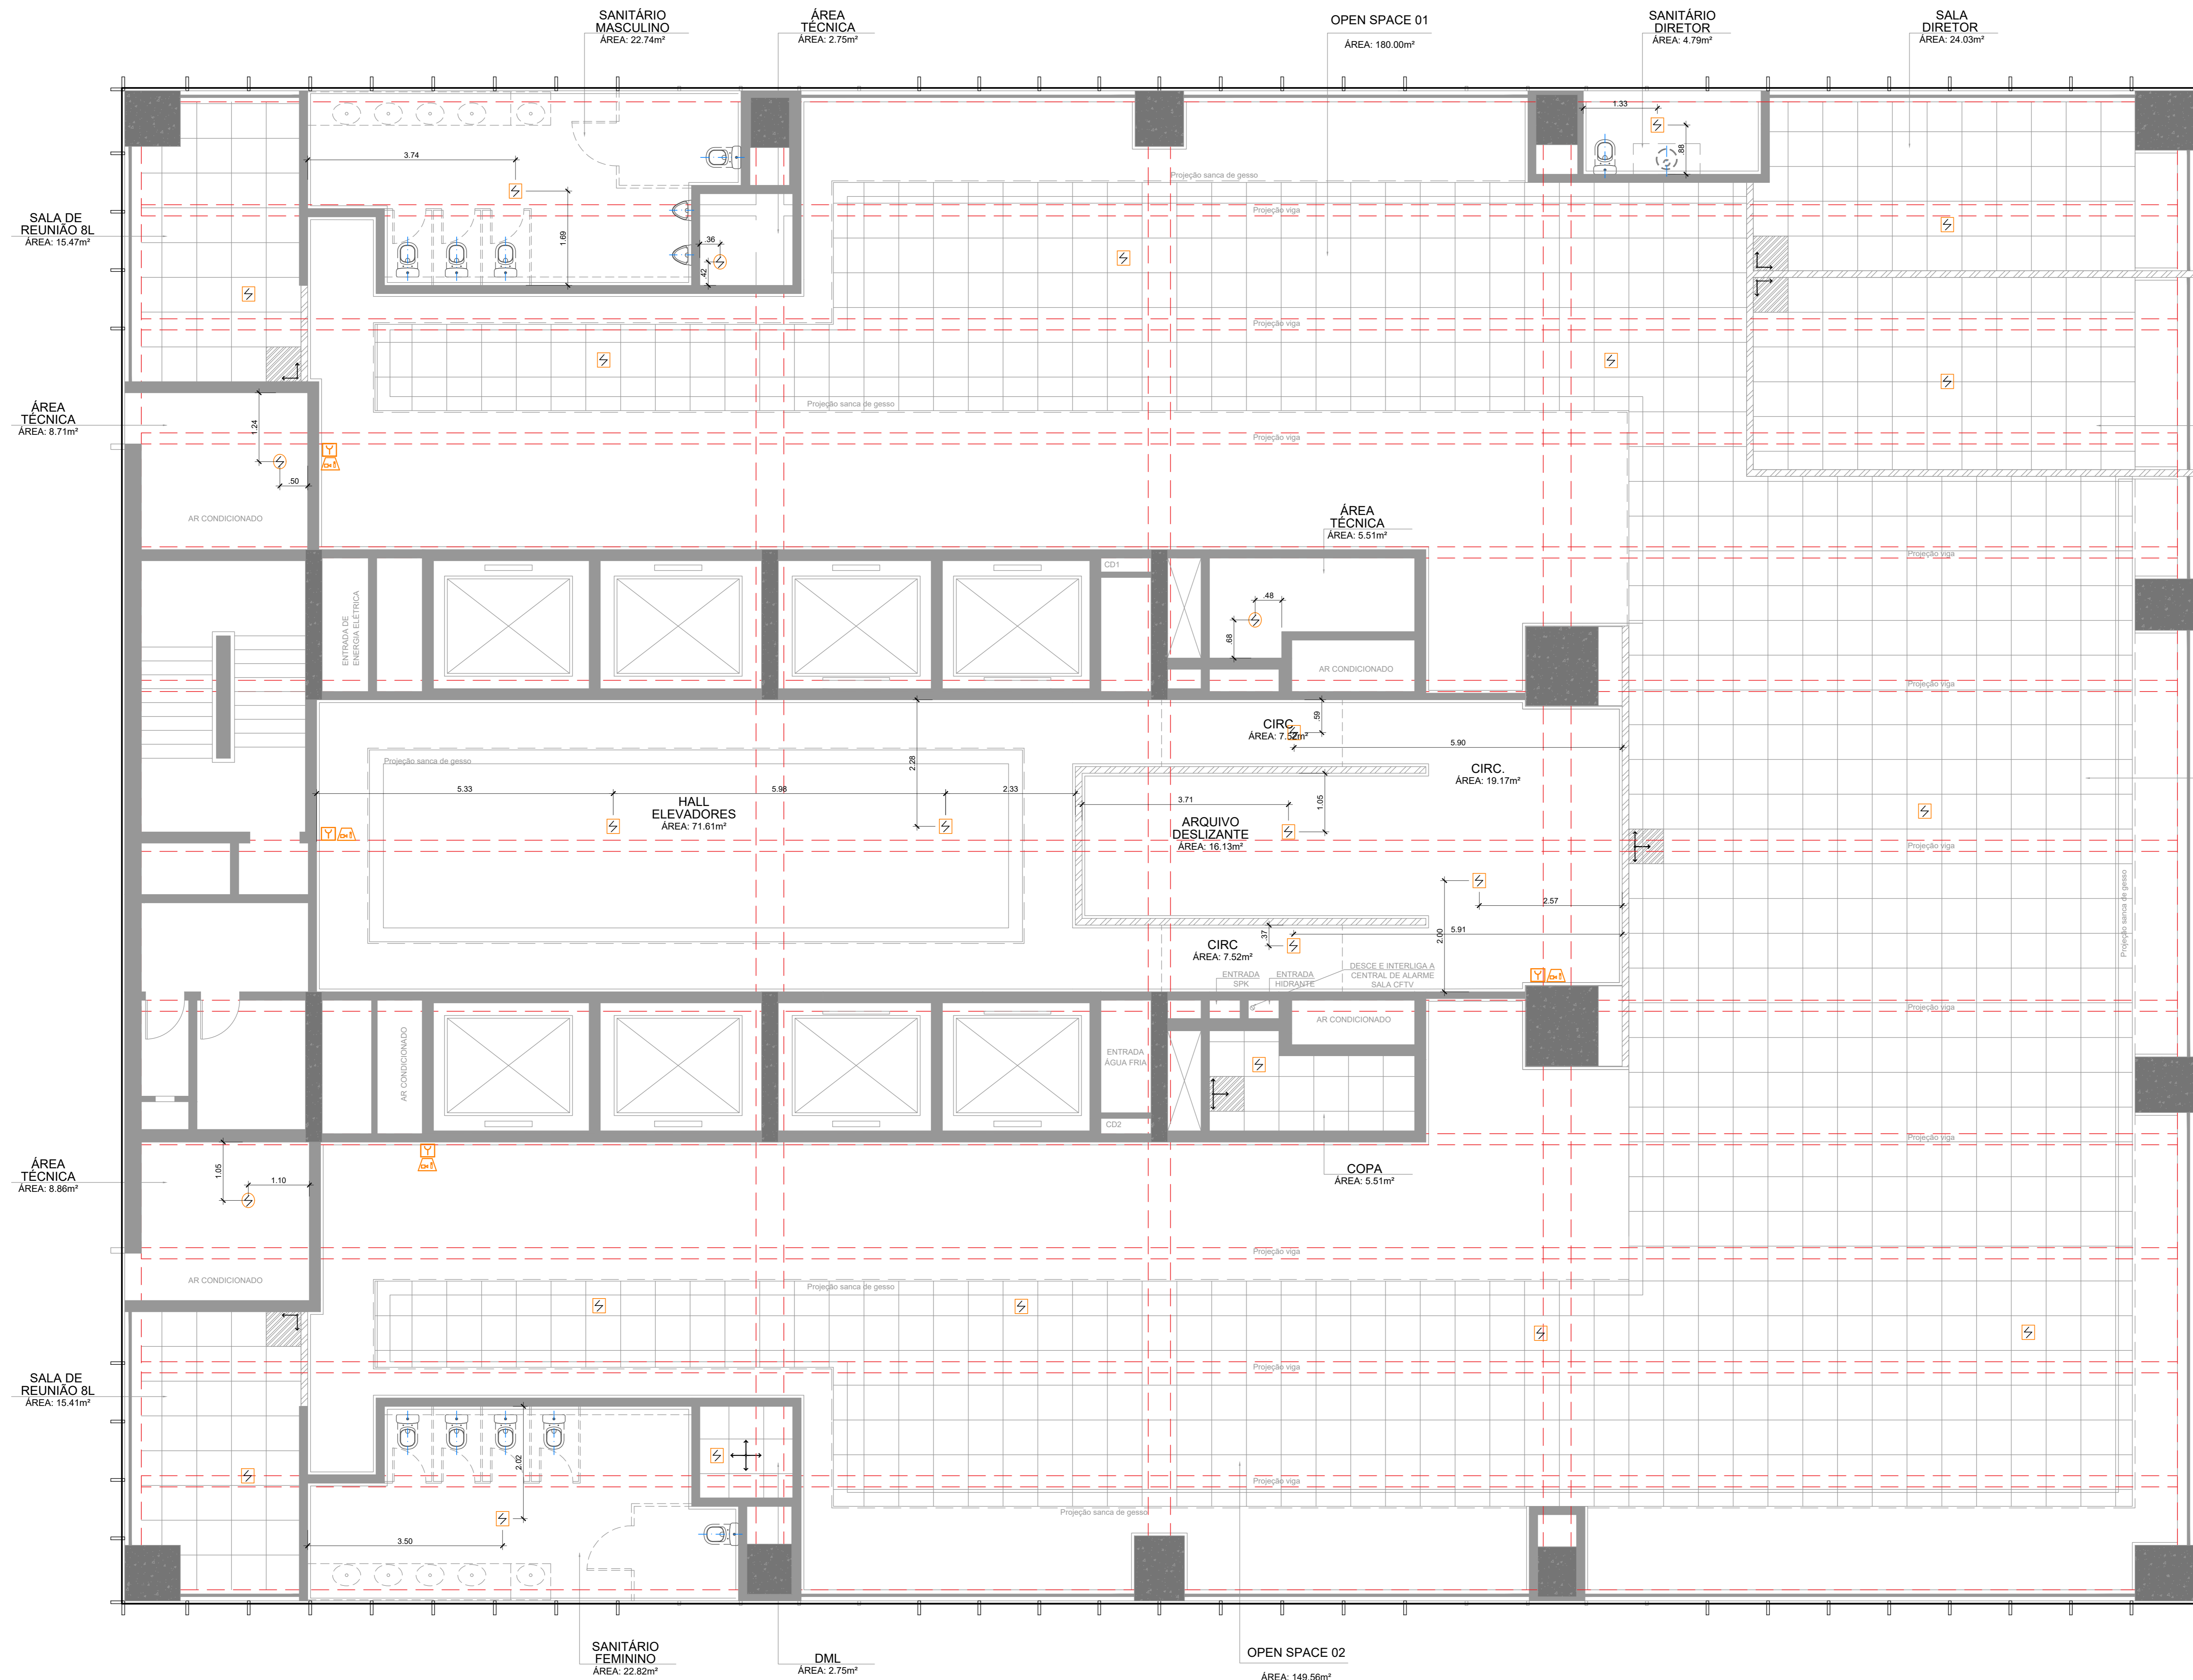 SANITÁRIO
MASCULINO
ÁREA: 22.74m²
ÁREA
TÉCNICA
ÁREA: 2.75m²
OPEN SPACE 01
ÁREA: 180.00m²
SANITÁRIO
DIRETOR
ÁREA: 4.79m²
SALA
DIRETOR
ÁREA: 24.03m²
1.33
.88
3.74
1.69
.36
.42
Projeção sanca de gesso
Projeção viga
SALA DE
REUNIÃO 8L
ÁREA: 15.47m²
Projeção viga
Projeção sanca de gesso
ÁREA
TÉCNICA
ÁREA: 8.71m²
1.24
.50
Projeção viga
AR CONDICIONADO
ÁREA
TÉCNICA
ÁREA: 5.51m²
Projeção viga
CD1
ENTRADA DE
ENERGIA ELÉTRICA
.48
.68
AR CONDICIONADO
Projeção viga
.59
CIRC
ÁREA: 7.52m²
5.90
2.28
Projeção sanca de gesso
CIRC.
ÁREA: 19.17m²
5.33
5.98
2.33
HALL
ELEVADORES
ÁREA: 71.61m²
3.71
1.05
ARQUIVO
DESLIZANTE
ÁREA: 16.13m²
Projeção viga
Projeção sanca de gesso
2.57
2.00
5.91
.37
CIRC
ÁREA: 7.52m²
ENTRADA
SPK
ENTRADA
HIDRANTE
DESCE E INTERLIGA A
CENTRAL DE ALARME
SALA CFTV
Projeção viga
AR CONDICIONADO
AR CONDICIONADO
ENTRADA
ÁGUA FRIA
CD2
Projeção viga
COPA
ÁREA: 5.51m²
ÁREA
TÉCNICA
ÁREA: 8.86m²
1.05
1.10
AR CONDICIONADO
Projeção viga
Projeção sanca de gesso
Projeção viga
SALA DE
REUNIÃO 8L
ÁREA: 15.41m²
2.02
Projeção viga
Projeção sanca de gesso
3.50
SANITÁRIO
FEMININO
ÁREA: 22.82m²
DML
ÁREA: 2.75m²
OPEN SPACE 02
ÁREA: 149.56m²